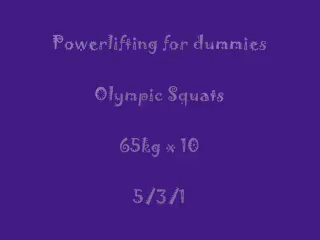 Powerlifting for dummies
Olympic Squats
65kg x 10
5/3/1